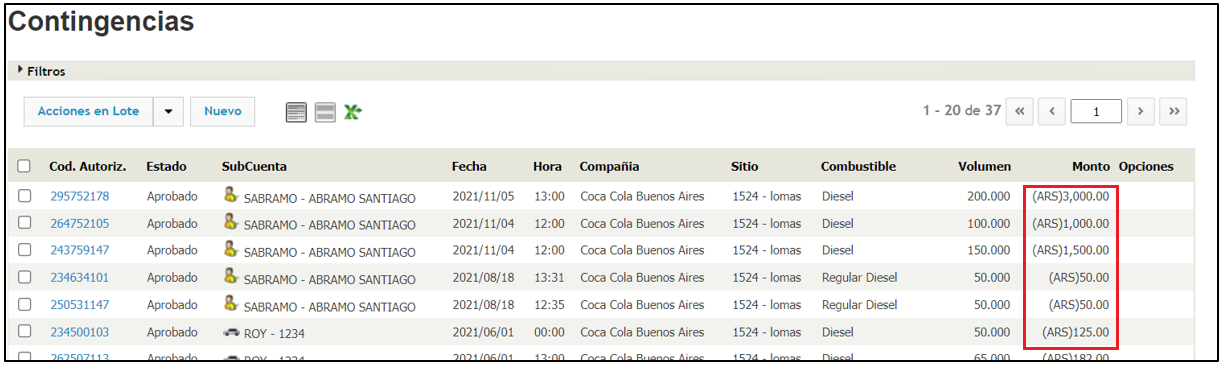 Contingencias
Filtros
Acciones en Lote Nuevo 1 - 20 de 37 « ‹ 1 › »
Cod. Autoriz. Estado SubCuenta Fecha Hora Compañia Sitio Combustible Volumen Monto Opciones
295752178 Aprobado SABRAMO - ABRAMO SANTIAGO 2021/11/05 13:00 Coca Cola Buenos Aires 1524 - lomas Diesel 200.000 (ARS)3,000.00
264752105 Aprobado SABRAMO - ABRAMO SANTIAGO 2021/11/04 12:00 Coca Cola Buenos Aires 1524 - lomas Diesel 100.000 (ARS)1,000.00
243759147 Aprobado SABRAMO - ABRAMO SANTIAGO 2021/11/04 12:00 Coca Cola Buenos Aires 1524 - lomas Diesel 150.000 (ARS)1,500.00
234634101 Aprobado SABRAMO - ABRAMO SANTIAGO 2021/08/18 13:31 Coca Cola Buenos Aires 1524 - lomas Regular Diesel 50.000 (ARS)50.00
250531147 Aprobado SABRAMO - ABRAMO SANTIAGO 2021/08/18 12:35 Coca Cola Buenos Aires 1524 - lomas Regular Diesel 50.000 (ARS)50.00
234500103 Aprobado ROY - 1234 2021/06/01 00:00 Coca Cola Buenos Aires 1524 - lomas Diesel 50.000 (ARS)125.00
262507113 Aprobado ROY - 1234 2021/06/01 13:00 Coca Cola Buenos Aires 1524 - lomas Diesel 65.000 (ARS)182.00